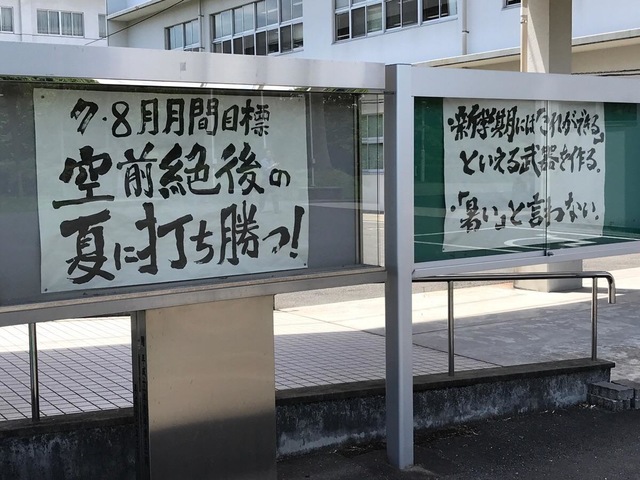 7・8月月間目標
空前絶後の
夏に打ち勝つ!
・新学期には「これができる」
といえる武器を作る。
・「暑い」と言わない。